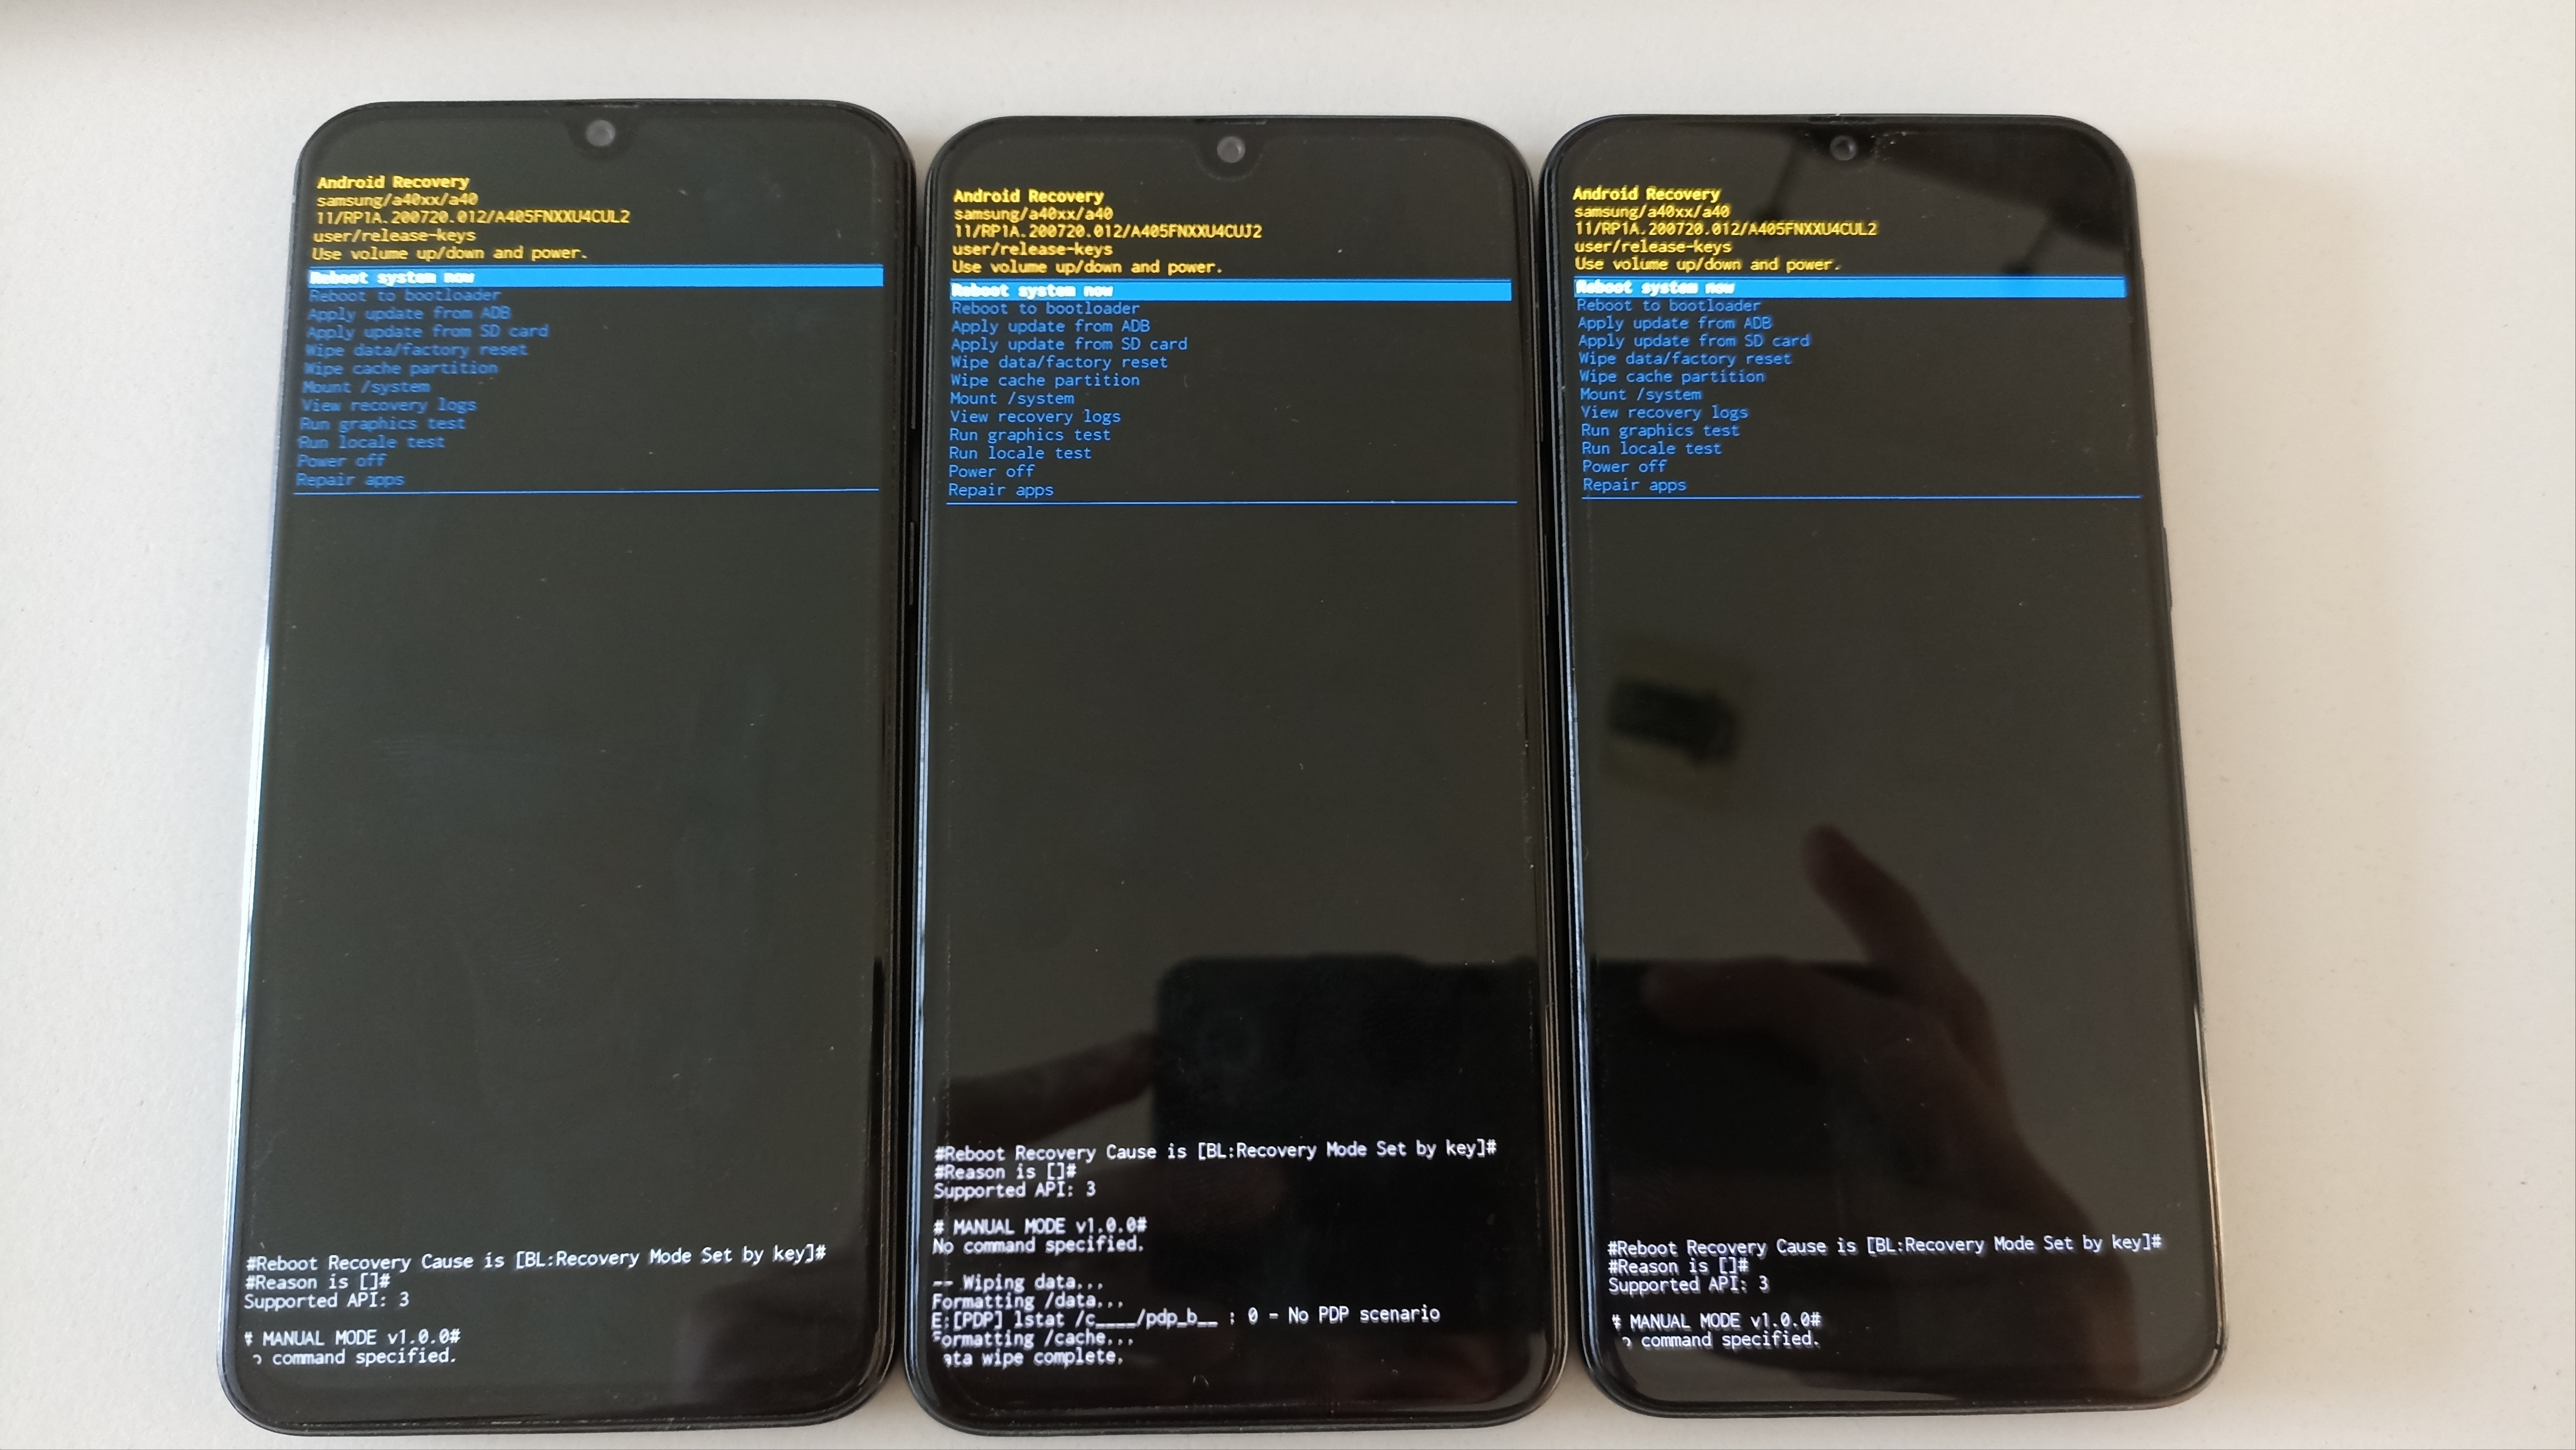 Android Recovery
samsung/a40xx/a40
11/RP1A.200720.012/A405FNXXU4CUL2
user/release-keys
Use volume up/down and power.
Reboot system now
Reboot to bootloader
Apply update from ADB
Apply update from SD card
Wipe data/factory reset
Wipe cache partition
Mount /system
View recovery logs
Run graphics test
Run locale test
Power off
Repair apps
#Reboot Recovery Cause is [BL:Recovery Mode Set by key]#
#Reason is []#
Supported API: 3
# MANUAL MODE v1.0.0#
o command specified.
Android Recovery
samsung/a40xx/a40
11/RP1A.200720.012/A405FNXXU4CUJ2
user/release-keys
Use volume up/down and power.
Reboot system now
Reboot to bootloader
Apply update from ADB
Apply update from SD card
Wipe data/factory reset
Wipe cache partition
Mount /system
View recovery logs
Run graphics test
Run locale test
Power off
Repair apps
#Reboot Recovery Cause is [BL:Recovery Mode Set by key]#
#Reason is []#
Supported API: 3
# MANUAL MODE v1.0.0#
No command specified.
-- Wiping data...
Formatting /data...
E:[PDP] lstat /c____/pdp_b__ : 0 - No PDP scenario
Formatting /cache...
ata wipe complete.
Android Recovery
samsung/a40xx/a40
11/RP1A.200720.012/A405FNXXU4CUL2
user/release-keys
Use volume up/down and power.
Reboot system now
Reboot to bootloader
Apply update from ADB
Apply update from SD card
Wipe data/factory reset
Wipe cache partition
Mount /system
View recovery logs
Run graphics test
Run locale test
Power off
Repair apps
#Reboot Recovery Cause is [BL:Recovery Mode Set by key]#
#Reason is []#
Supported API: 3
# MANUAL MODE v1.0.0#
o command specified.